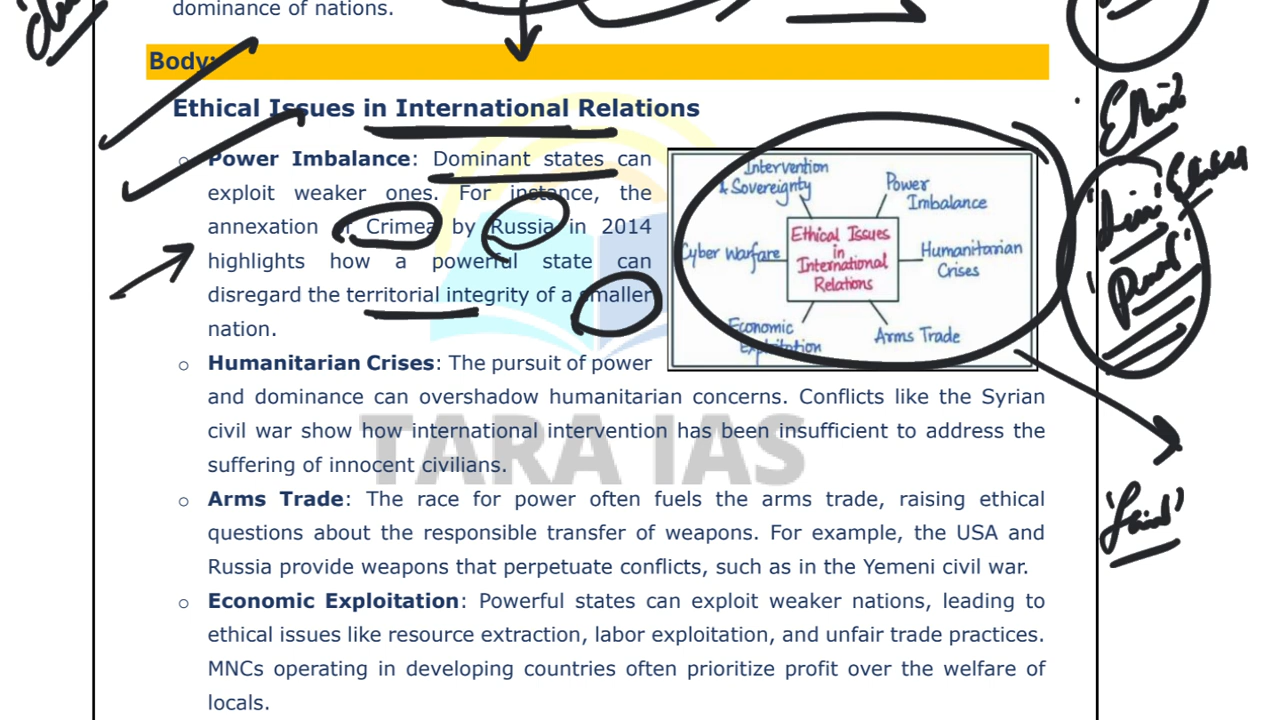 dominance of nations.
Body:
Ethical Issues in International Relations
○ Power Imbalance: Dominant states can
exploit weaker ones. For instance, the
annexation of Crimea by Russia in 2014
highlights how a powerful state can
disregard the territorial integrity of a smaller
nation.
Intervention
& Sovereignty
Power
Imbalance
Cyber Warfare
Ethical Issues
in
International
Relations
Humanitarian
Crises
Economic
Exploitation
Arms Trade
○ Humanitarian Crises: The pursuit of power
and dominance can overshadow humanitarian concerns. Conflicts like the Syrian
civil war show how international intervention has been insufficient to address the
suffering of innocent civilians.
○ Arms Trade: The race for power often fuels the arms trade, raising ethical
questions about the responsible transfer of weapons. For example, the USA and
Russia provide weapons that perpetuate conflicts, such as in the Yemeni civil war.
○ Economic Exploitation: Powerful states can exploit weaker nations, leading to
ethical issues like resource extraction, labor exploitation, and unfair trade practices.
MNCs operating in developing countries often prioritize profit over the welfare of
locals.
TARA IAS